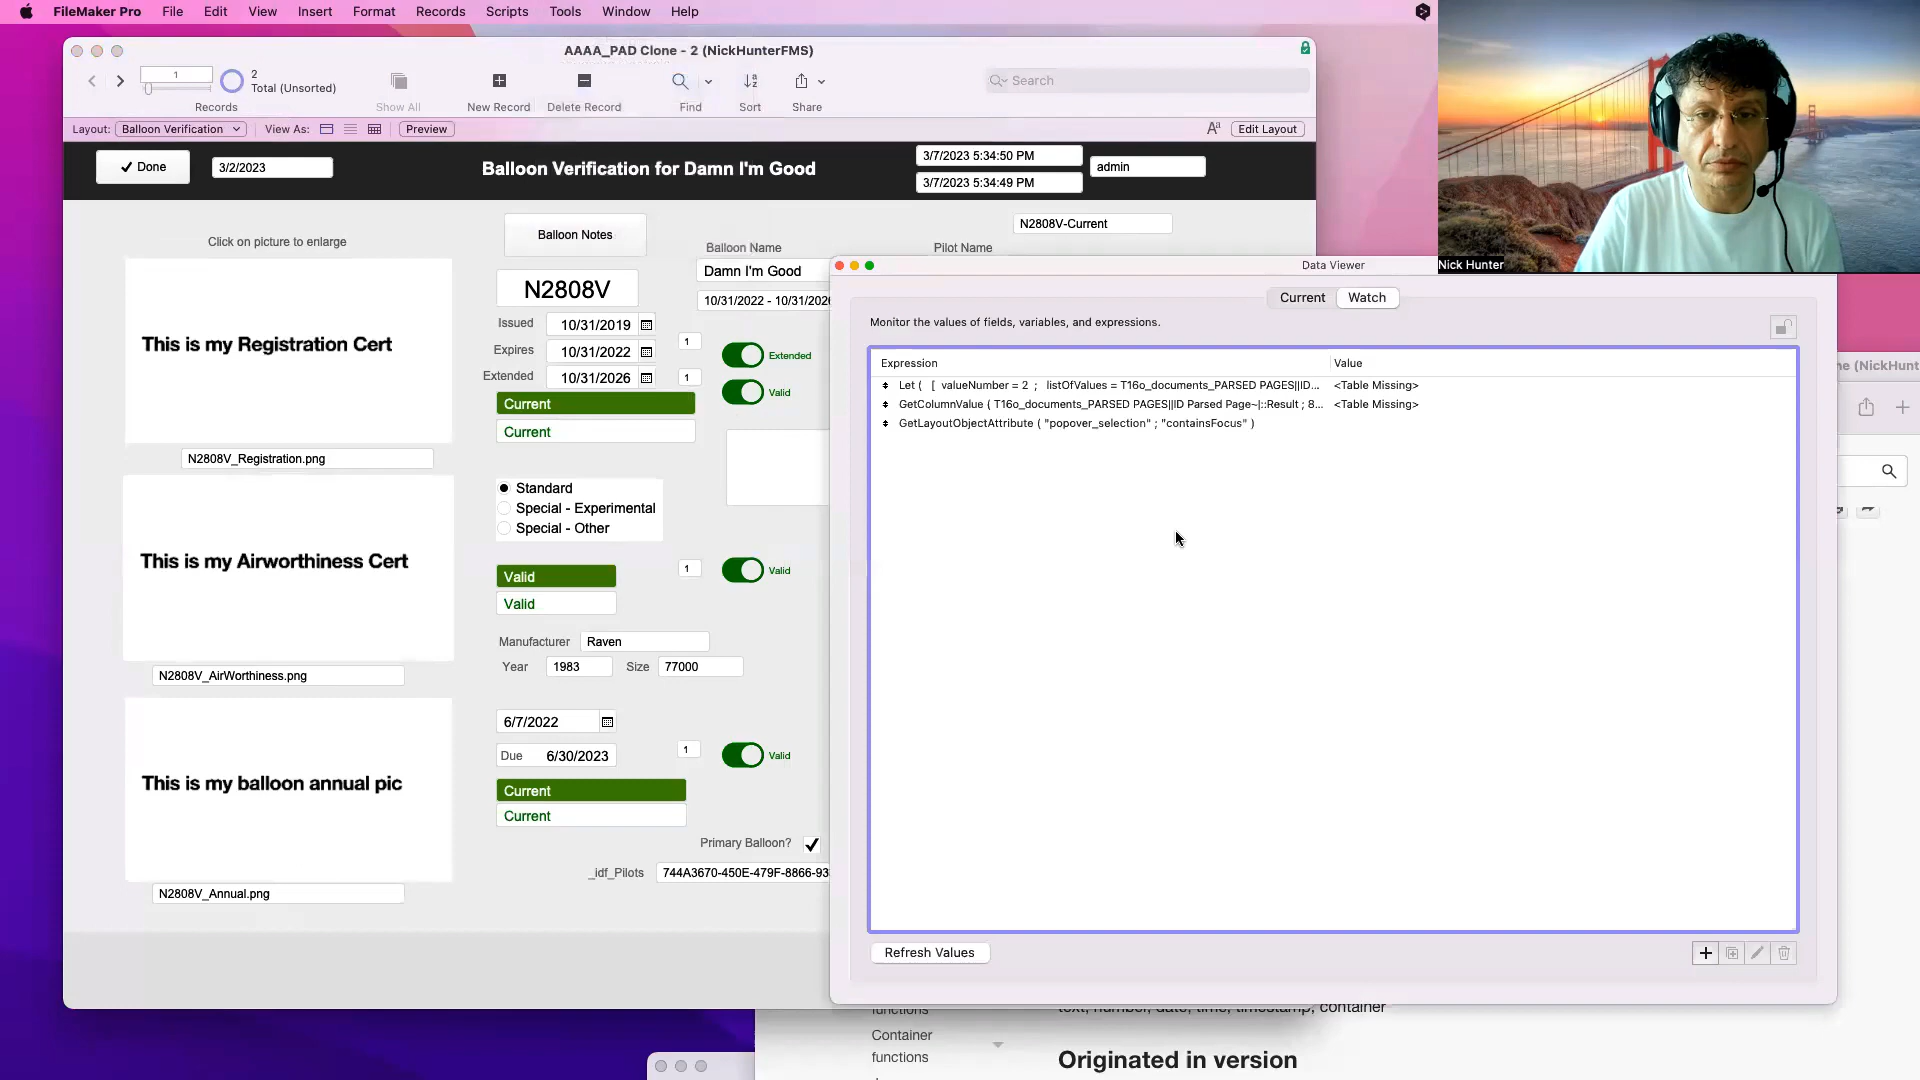 FileMaker Pro File Edit View Insert Format Records Scripts Tools Window Help
AAAA_PAD Clone - 2 (NickHunterFMS)
1
2
Total (Unsorted)
Records
Show All
New Record
Delete Record
Find
Sort
Share
Search
Layout: Balloon Verification View As: Preview
Edit Layout
Done
3/2/2023
Balloon Verification for Damn I'm Good
3/7/2023 5:34:50 PM
3/7/2023 5:34:49 PM
admin
Nick Hunter
Click on picture to enlarge
Balloon Notes
N2808V-Current
Balloon Name
Pilot Name
Damn I'm Good
N2808V
10/31/2022 - 10/31/2026
Issued 10/31/2019
Expires 10/31/2022
1
Extended
Extended 10/31/2026
1
Valid
Current
Current
This is my Registration Cert
N2808V_Registration.png
Standard
Special - Experimental
Special - Other
This is my Airworthiness Cert
Valid
1
Valid
Valid
Manufacturer Raven
Year 1983 Size 77000
N2808V_AirWorthiness.png
6/7/2022
Due 6/30/2023
1
Valid
This is my balloon annual pic
Current
Current
Primary Balloon?
_idf_Pilots 744A3670-450E-479F-8866-93
N2808V_Annual.png
Data Viewer
Current Watch
Monitor the values of fields, variables, and expressions.
Expression Value
Let ( [ valueNumber = 2 ; listOfValues = T16o_documents_PARSED PAGES||ID... <Table Missing>
GetColumnValue ( T16o_documents_PARSED PAGES||ID Parsed Page~|::Result ; 8... <Table Missing>
GetLayoutObjectAttribute ( "popover_selection" ; "containsFocus" )
Refresh Values
ne (NickHunt
functions
text, number, date, time, timestamp, container
Container
functions
Originated in version